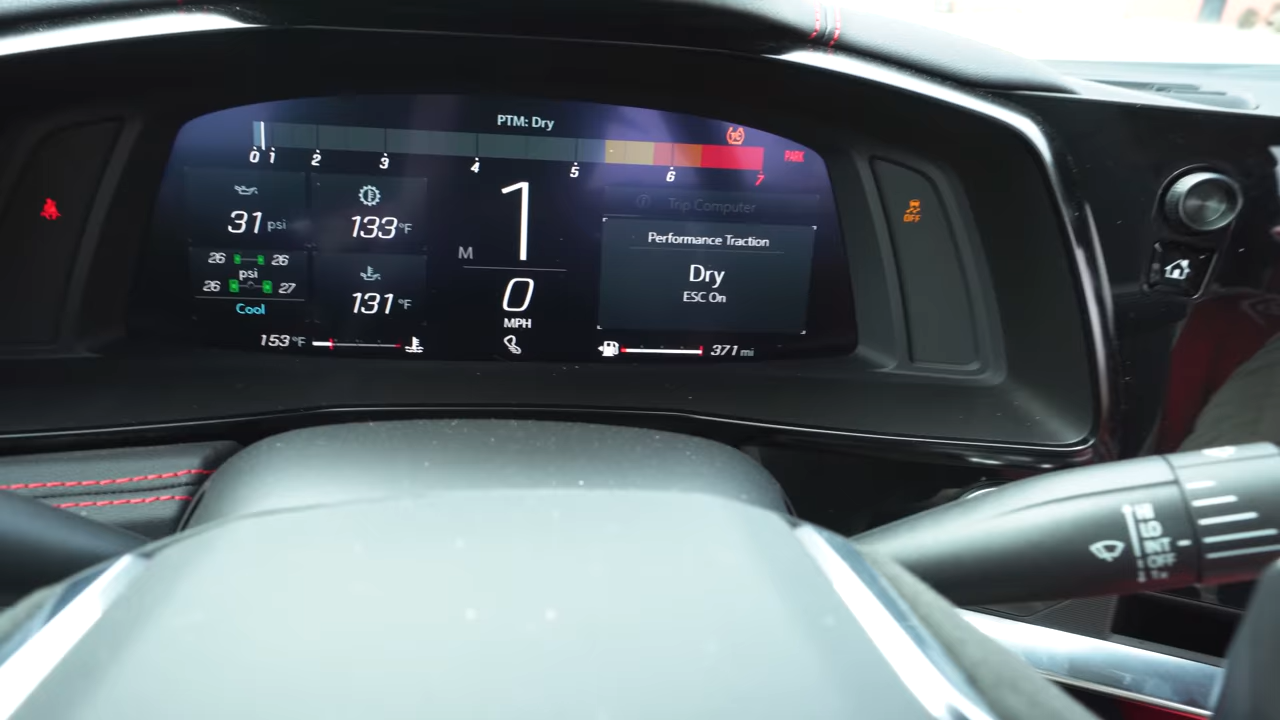 PTM: Dry
TC
0 1 2 3 4 5 6 7
PARK
31 psi
133 °F
1
M
Trip Computer
Performance Traction
Dry
ESC On
26 26
psi
26 27
Cool
131 °F
0
MPH
153 °F
371 mi
OFF
HI
LO
INT
OFF
1x